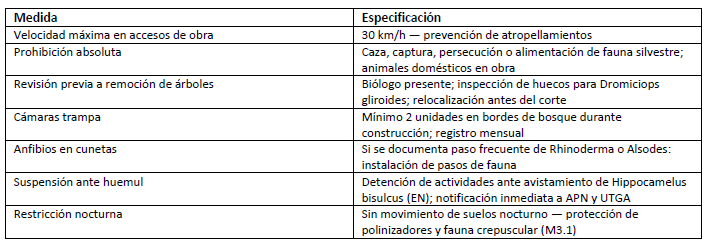 Medida Especificación
Velocidad máxima en accesos de obra 30 km/h — prevención de atropellamientos
Prohibición absoluta Caza, captura, persecución o alimentación de fauna silvestre;
animales domésticos en obra
Revisión previa a remoción de árboles Biólogo presente; inspección de huecos para Dromiciops
gliroides; relocalización antes del corte
Cámaras trampa Mínimo 2 unidades en bordes de bosque durante
construcción; registro mensual
Anfibios en cunetas Si se documenta paso frecuente de Rhinoderma o Alsodes:
instalación de pasos de fauna
Suspensión ante huemul Detención de actividades ante avistamiento de Hippocamelus
bisulcus (EN); notificación inmediata a APN y UTGA
Restricción nocturna Sin movimiento de suelos nocturno — protección de
polinizadores y fauna crepuscular (M3.1)